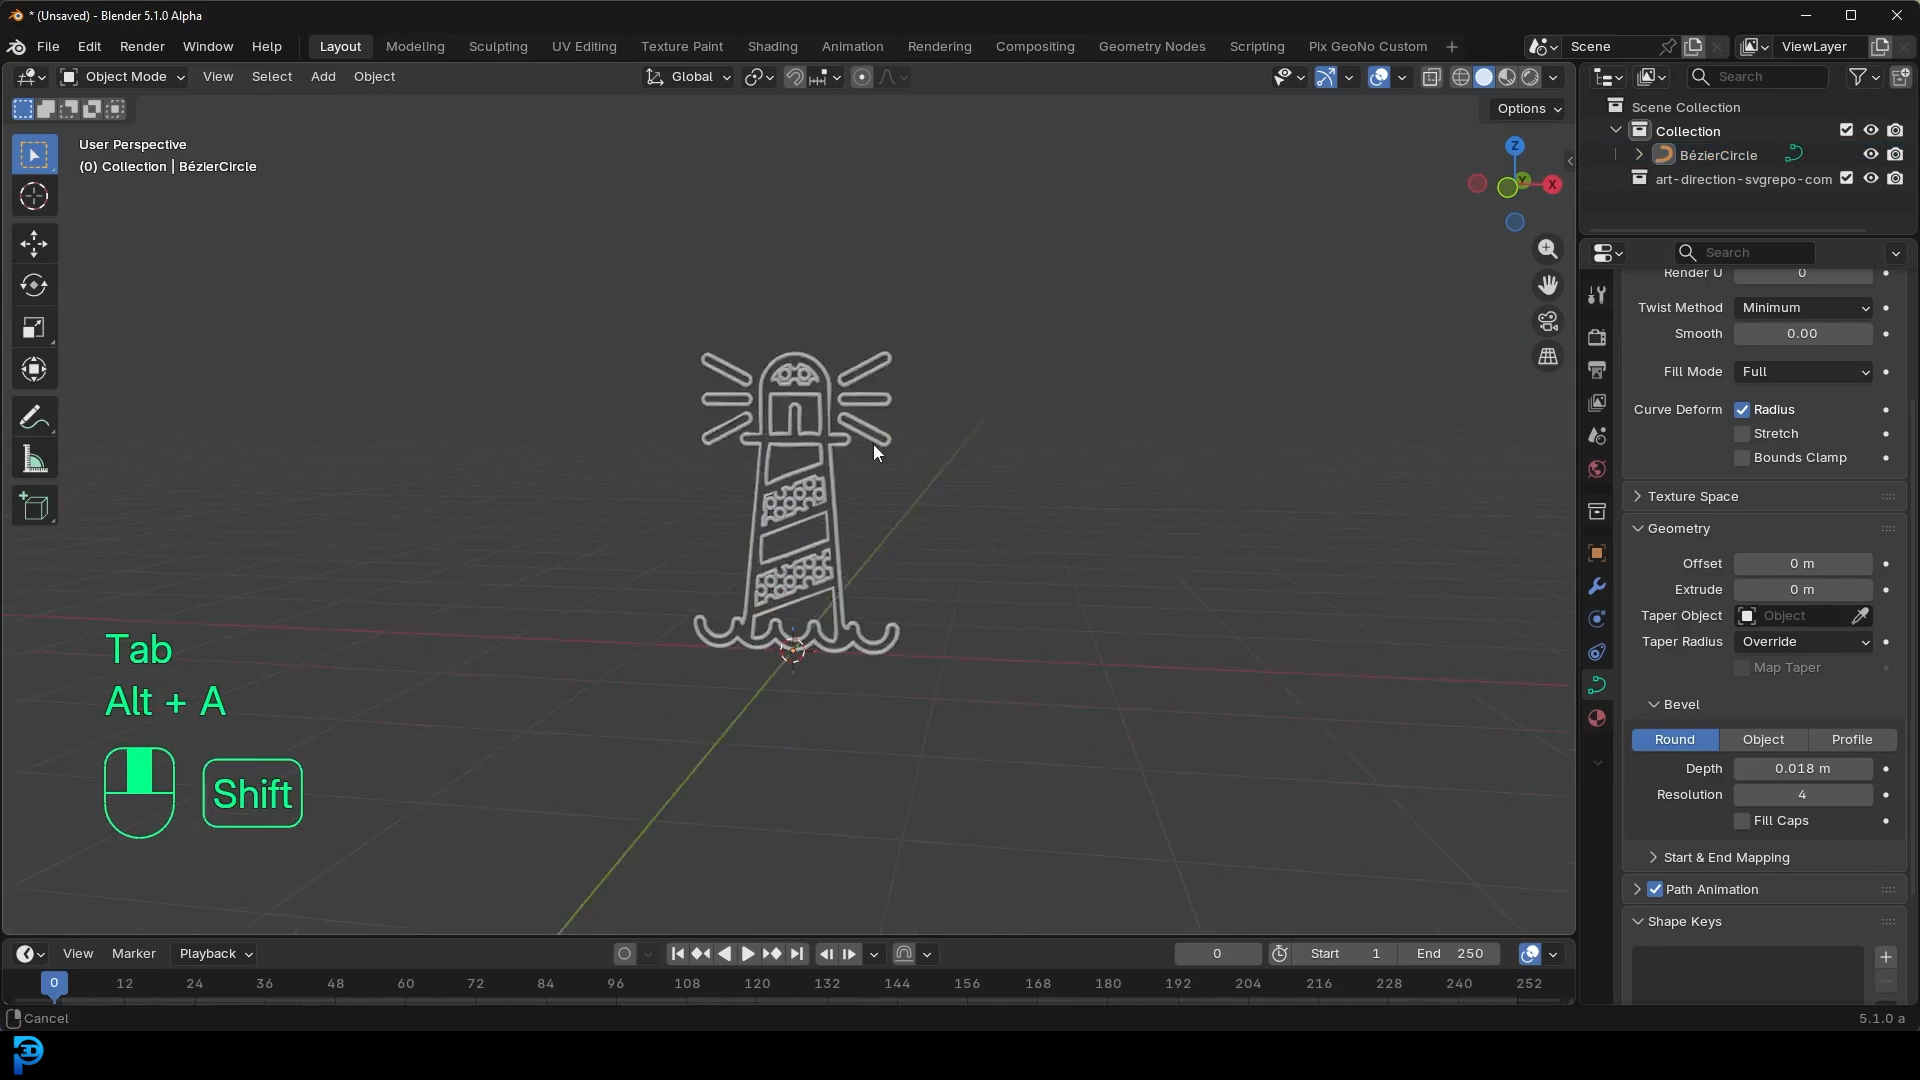 * (Unsaved) - Blender 5.1.0 Alpha
File Edit Render Window Help Layout Modeling Sculpting UV Editing Texture Paint Shading Animation Rendering Compositing Geometry Nodes Scripting Pix GeoNo Custom Scene ViewLayer
Object Mode View Select Add Object Global Search
Options
Scene Collection
Collection
BézierCircle
art-direction-svgrepo-com
User Perspective
(0) Collection | BézierCircle
Z
Y
X
Search
Render U 0
Twist Method Minimum
Smooth 0.00
Fill Mode Full
Curve Deform Radius
Stretch
Bounds Clamp
Texture Space
Geometry
Offset 0 m
Extrude 0 m
Taper Object Object
Taper Radius Override
Map Taper
Bevel
Round Object Profile
Depth 0.018 m
Resolution 4
Fill Caps
Start & End Mapping
Path Animation
Shape Keys
Tab
Alt + A
Shift
View Marker Playback 0 Start 1 End 250
0 12 24 36 48 60 72 84 96 108 120 132 144 156 168 180 192 204 216 228 240 252
Cancel 5.1.0 a